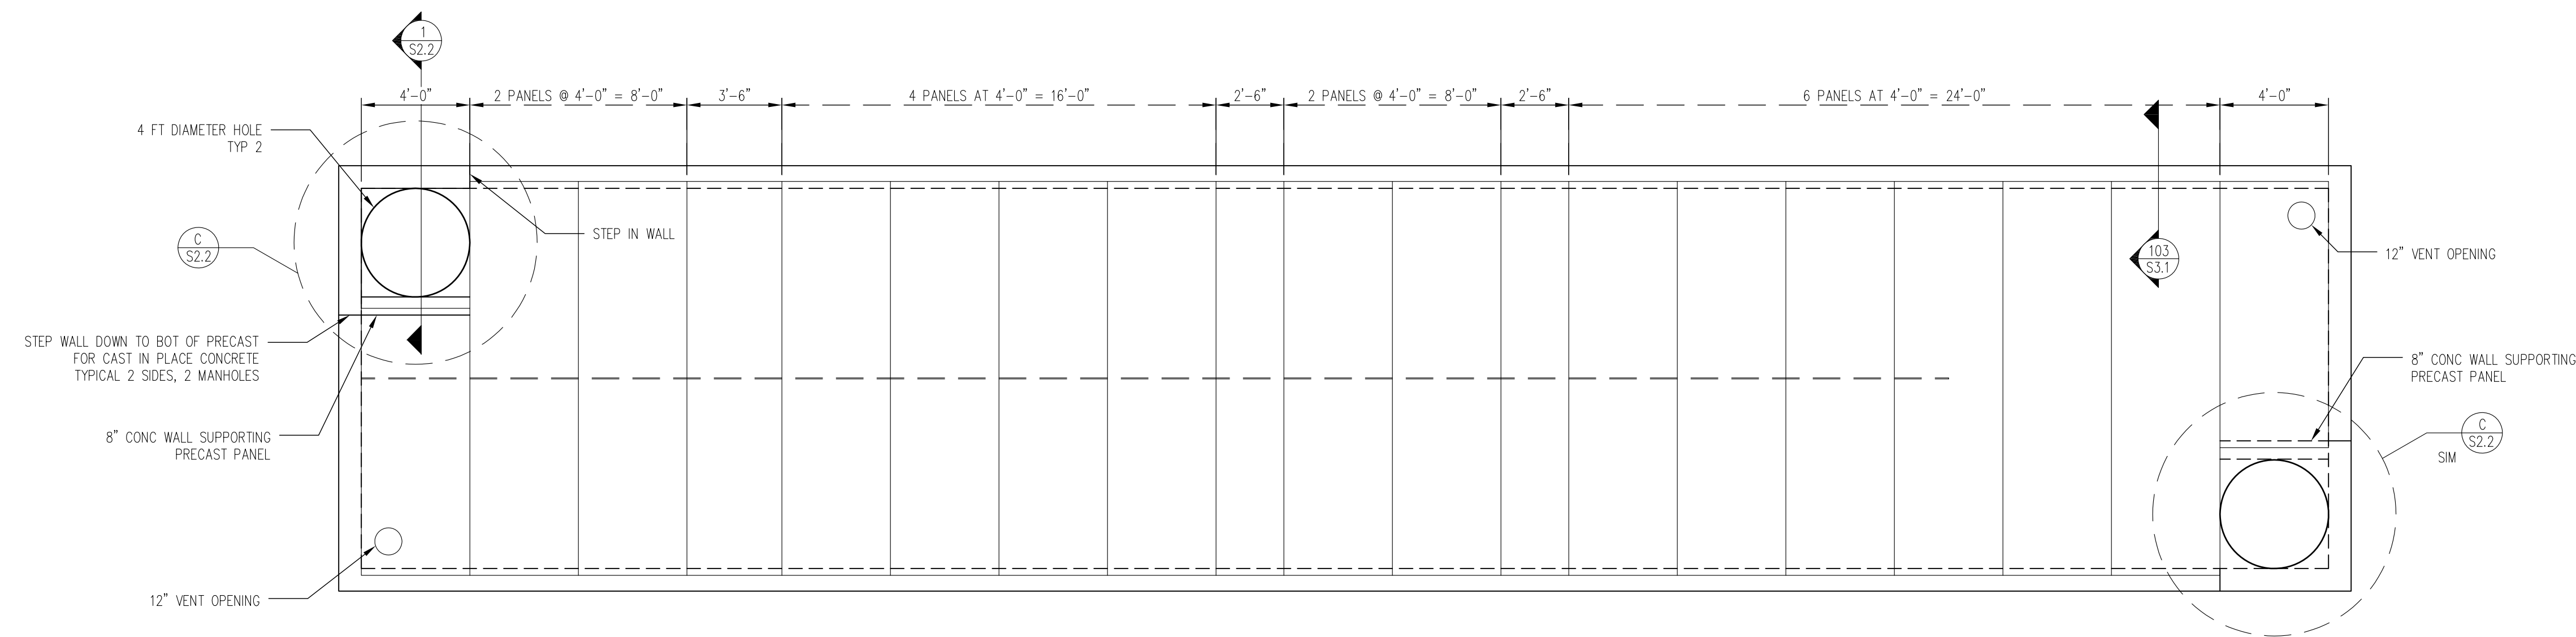 1
S2.2
4'-0"
2 PANELS @ 4'-0" = 8'-0"
3'-6"
4 PANELS AT 4'-0" = 16'-0"
2'-6"
2 PANELS @ 4'-0" = 8'-0"
2'-6"
6 PANELS AT 4'-0" = 24'-0"
4'-0"
4 FT DIAMETER HOLE
TYP 2
STEP IN WALL
C
S2.2
103
S3.1
12" VENT OPENING
STEP WALL DOWN TO BOT OF PRECAST
FOR CAST IN PLACE CONCRETE
TYPICAL 2 SIDES, 2 MANHOLES
8" CONC WALL SUPPORTING
PRECAST PANEL
8" CONC WALL SUPPORTING
PRECAST PANEL
C
S2.2
SIM
12" VENT OPENING